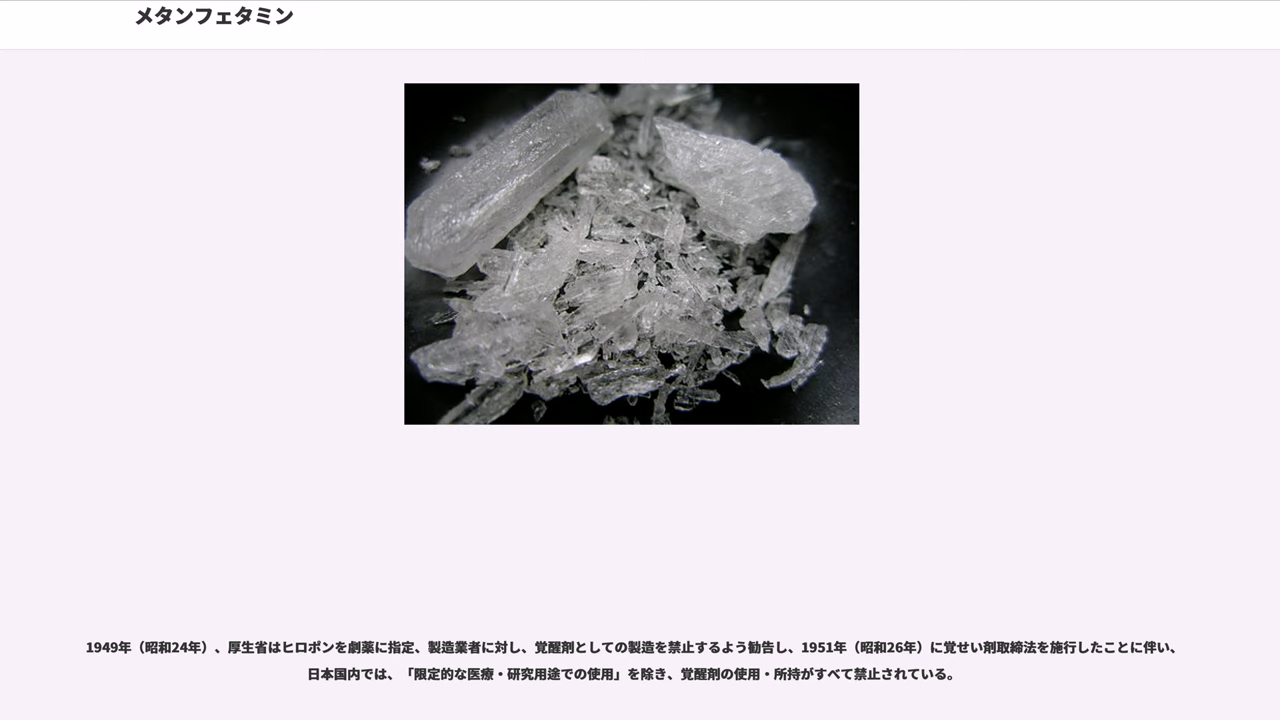 メタンフェタミン
1949年（昭和24年）、厚生省はヒロポンを劇薬に指定、製造業者に対し、覚醒剤としての製造を禁止するよう勧告し、1951年（昭和26年）に覚せい剤取締法を施行したことに伴い、
日本国内では、「限定的な医療・研究用途での使用」を除き、覚醒剤の使用・所持がすべて禁止されている。